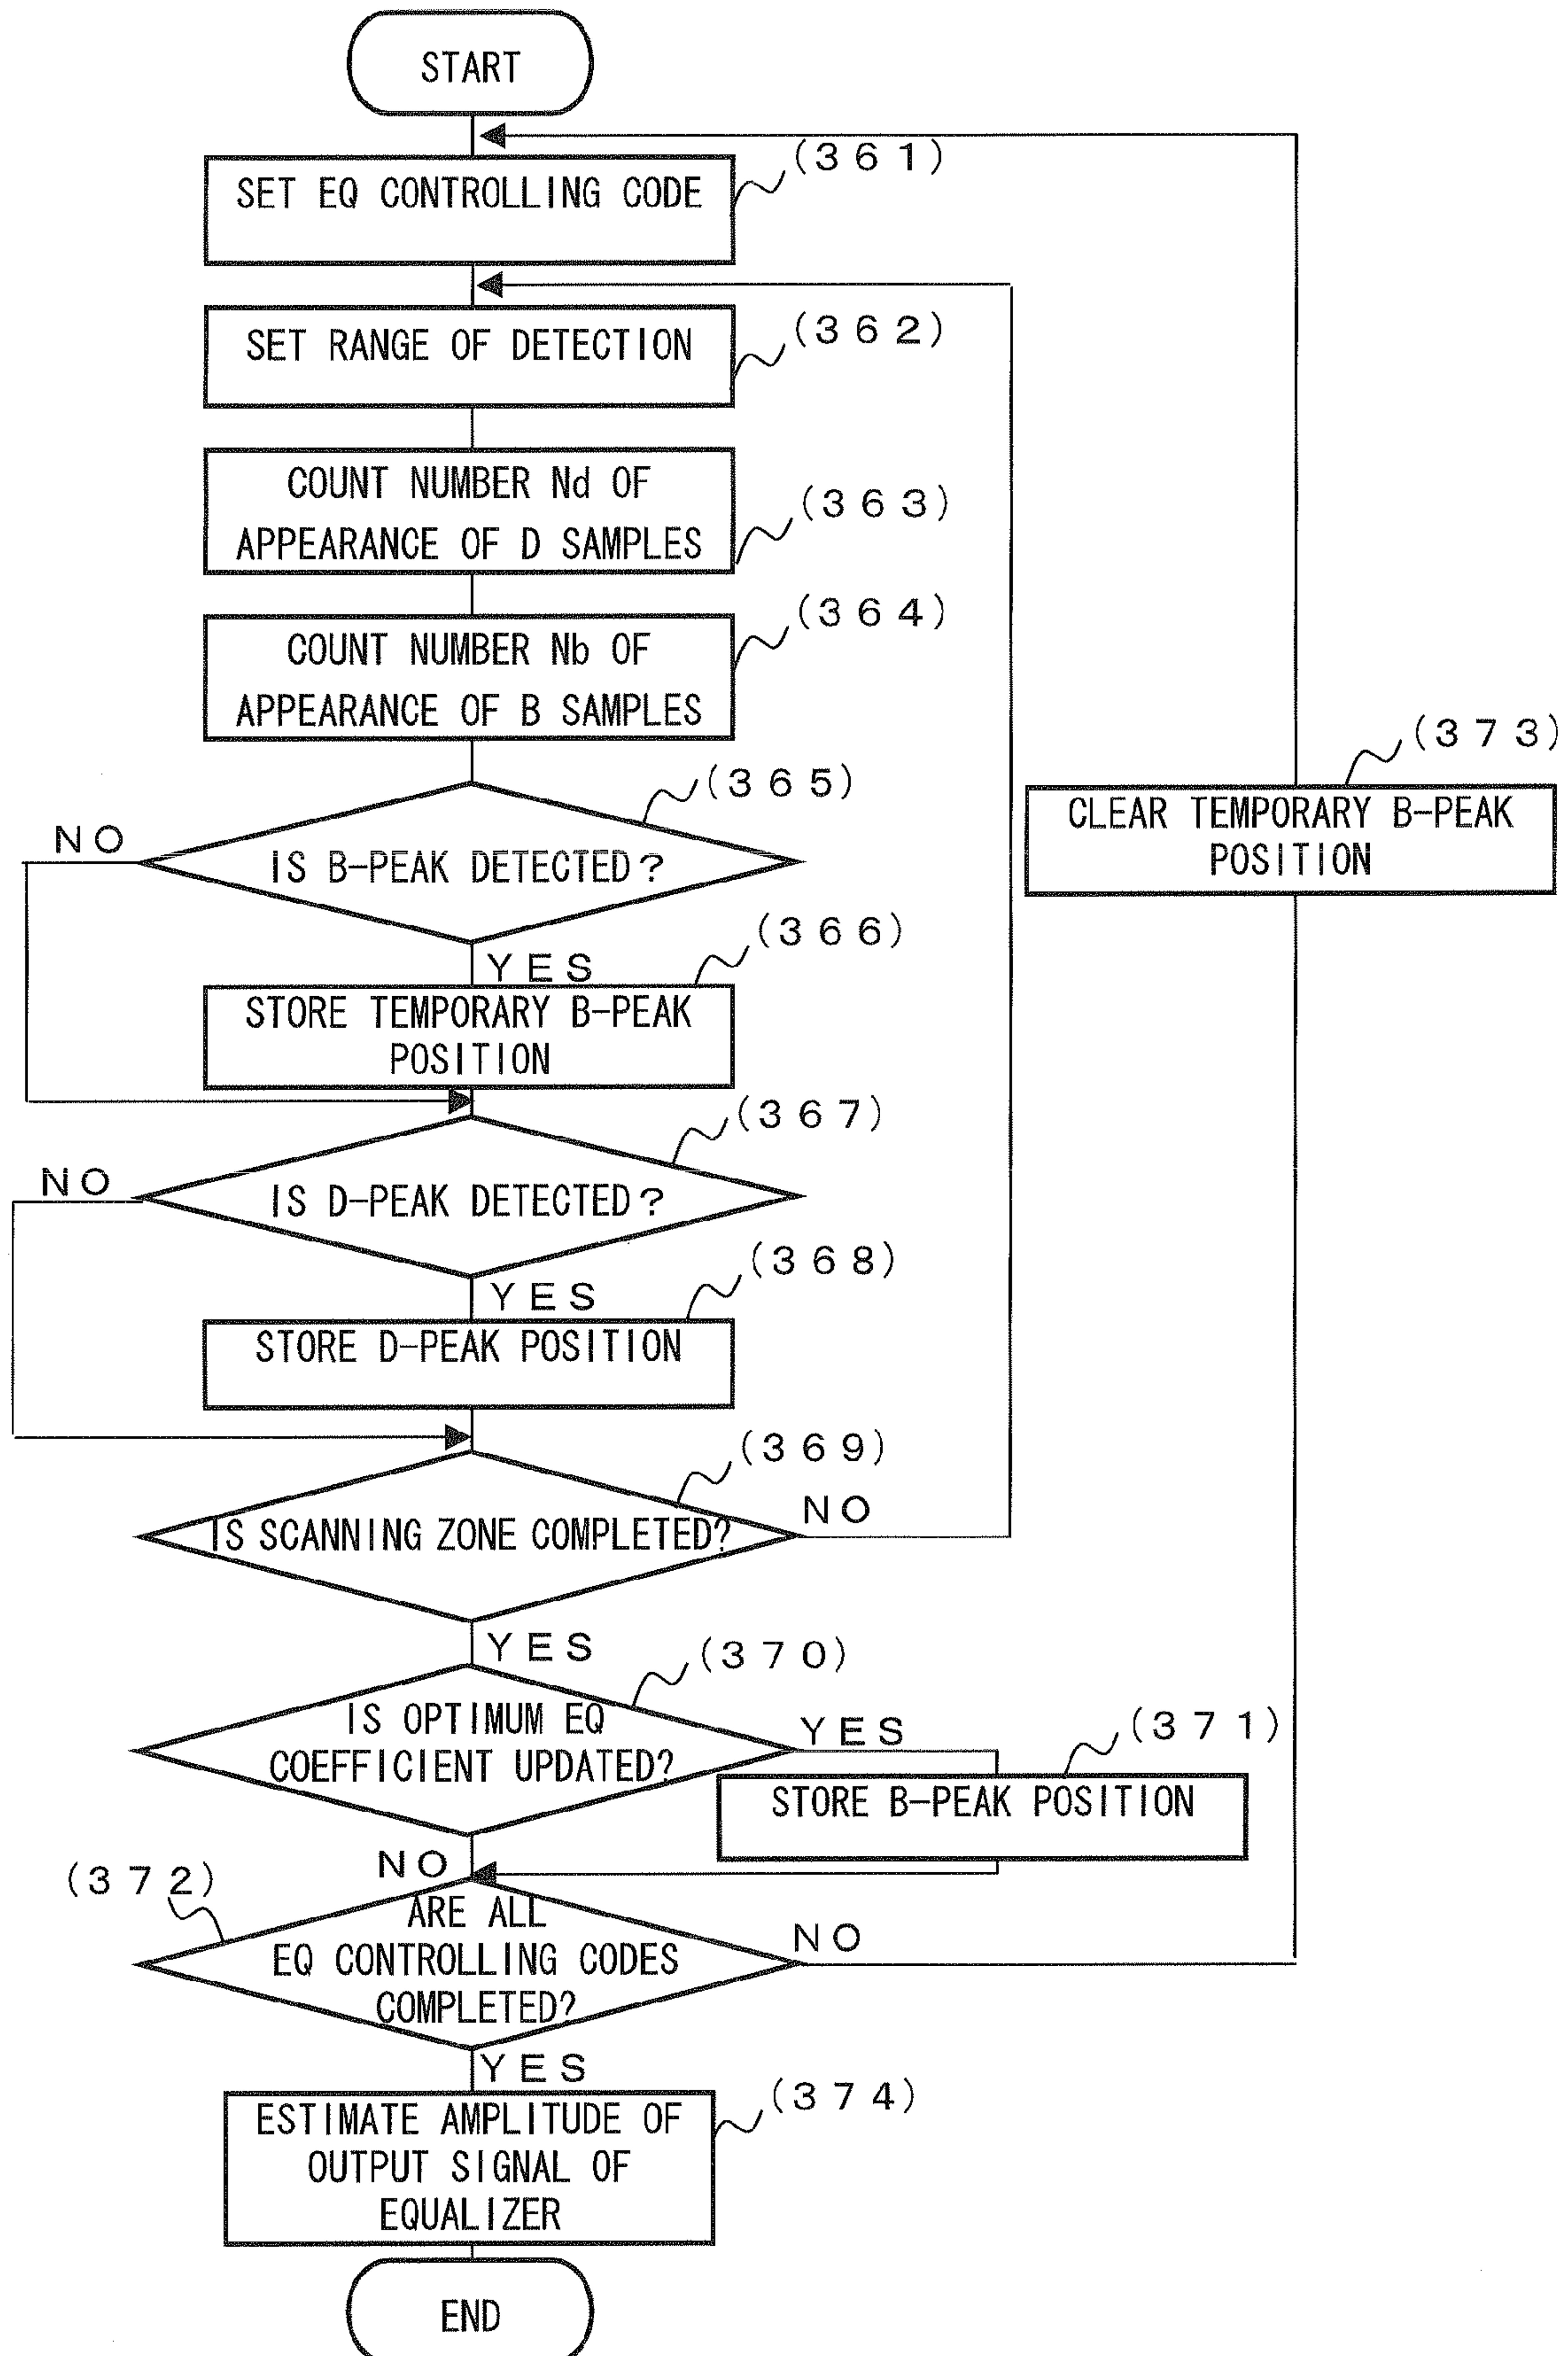 START
(361)
SET EQ CONTROLLING CODE
(362)
SET RANGE OF DETECTION
COUNT NUMBER Nd OF
APPEARANCE OF D SAMPLES
(363)
(364)
COUNT NUMBER Nb OF
APPEARANCE OF B SAMPLES
(373)
CLEAR TEMPORARY B-PEAK
POSITION
(365)
NO
IS B-PEAK DETECTED?
(366)
YES
STORE TEMPORARY B-PEAK
POSITION
(367)
NO
IS D-PEAK DETECTED?
(368)
YES
STORE D-PEAK POSITION
(369)
NO
IS SCANNING ZONE COMPLETED?
YES
(370)
IS OPTIMUM EQ
COEFFICIENT UPDATED?
YES
(371)
STORE B-PEAK POSITION
NO
(372)
ARE ALL
EQ CONTROLLING CODES
COMPLETED?
NO
YES
(374)
ESTIMATE AMPLITUDE OF
OUTPUT SIGNAL OF
EQUALIZER
END